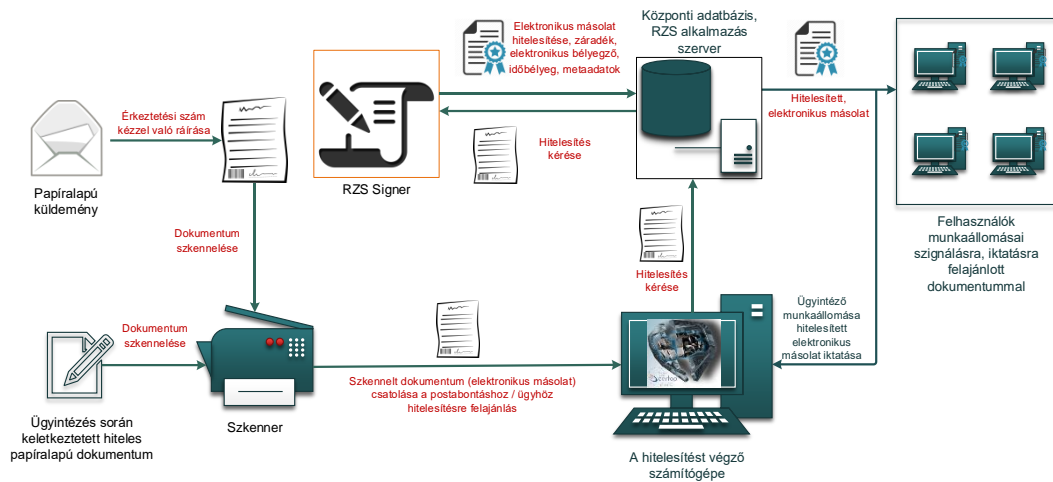 Központi adatbázis,
RZS alkalmazás
szerver
Elektronikus másolat
hitelesítése, záradék,
elektronikus bélyegző,
időbélyeg, metaadatok
Érkeztetési szám
kézzel való ráírása
Hitelesített,
elektronikus másolat
Hitelesítés
kérése
Papíralapú
küldemény
RZS Signer
Felhasználók
munkaállomásai
szignálásra, iktatásra
felajánlott
dokumentummal
Dokumentum
szkennelése
Hitelesítés
kérése
Ügyintéző
munkaállomása
hitelesített
elektronikus
másolat iktatása
Dokumentum
szkennelése
Szkennelt dokumentum (elektronikus másolat)
csatolása a postabontáshoz / ügyhöz
hitelesítésre felajánlás
Ügyintézés során
keletkeztetett hiteles
papíralapú dokumentum
Szkenner
A hitelesítést végző
számítógépe